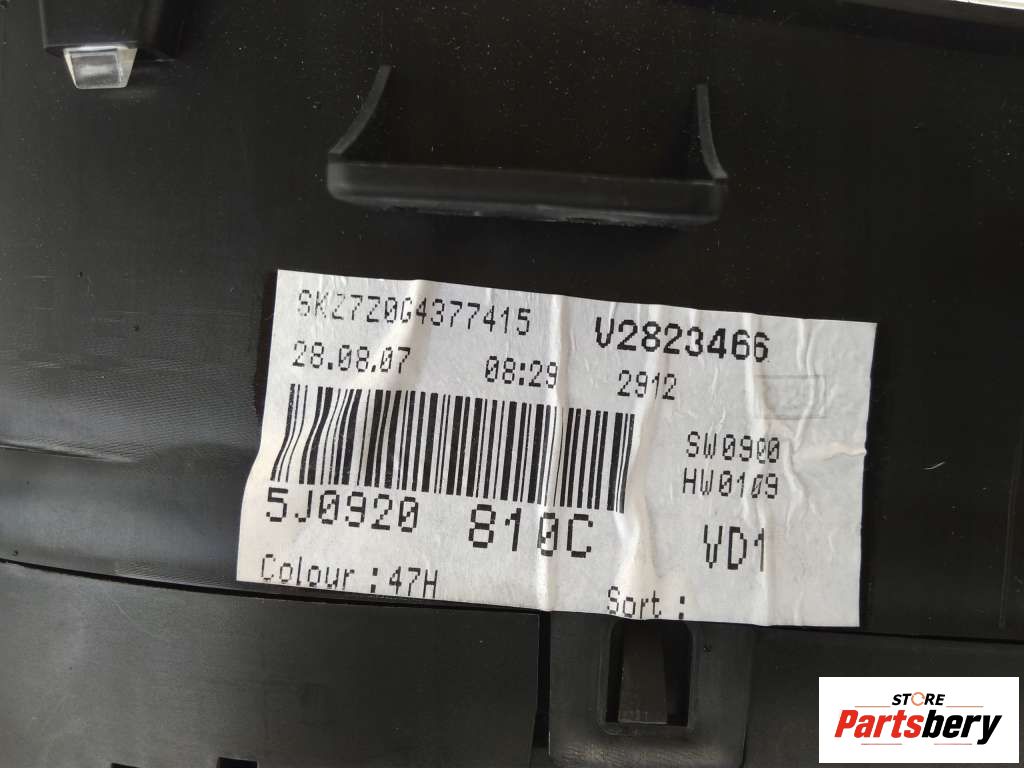 SKZ7Z0G4377415 V2823466
28.08.07 08:29 2912
SW0900
HW0109
5J0920 810C VD1
Colour : 47H Sort :
STORE
Partsbery